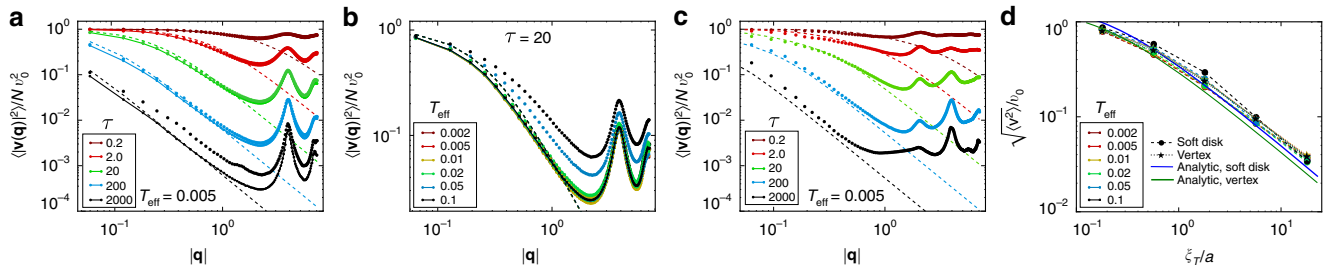 a
⟨|v(q)|²⟩/N v₀²
10⁰
10⁻¹
10⁻²
10⁻³
10⁻⁴
τ
0.2
2.0
20
200
2000
T_eff = 0.005
10⁻¹
10⁰
|q|
b
⟨|v(q)|²⟩/N v₀²
10⁰
10⁻¹
τ = 20
T_eff
0.002
0.005
0.01
0.02
0.05
0.1
10⁻¹
10⁰
|q|
c
⟨|v(q)|²⟩/N v₀²
10⁰
10⁻¹
10⁻²
10⁻³
10⁻⁴
τ
0.2
2.0
20
200
2000
T_eff = 0.005
10⁻¹
10⁰
|q|
d
√⟨v²⟩/v₀
10⁰
10⁻¹
10⁻²
T_eff
0.002
0.005
0.01
0.02
0.05
0.1
Soft disk
Vertex
Analytic, soft disk
Analytic, vertex
10⁻¹
10⁰
10¹
ξ_T/a